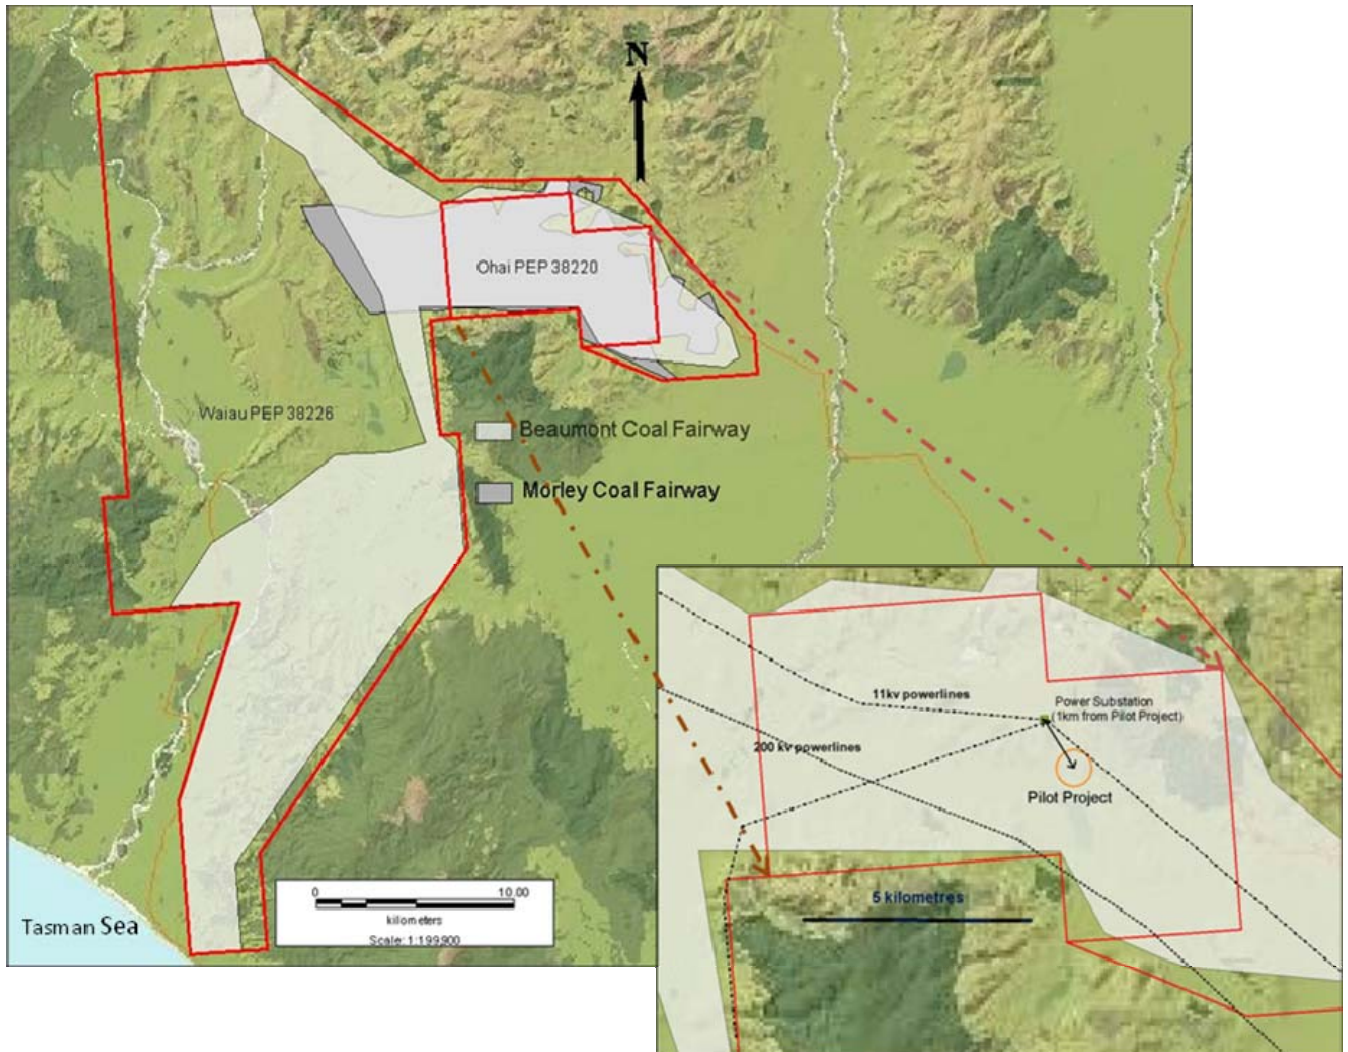 N
Ohai PEP 38220
Waiau PEP 38226
Beaumont Coal Fairway
Morley Coal Fairway
11kv powerlines
Power Substation
(1km from Pilot Project)
200 kv powerlines
Pilot Project
5 kilometres
0 10.00
kilometers
Scale: 1:199,900
Tasman Sea